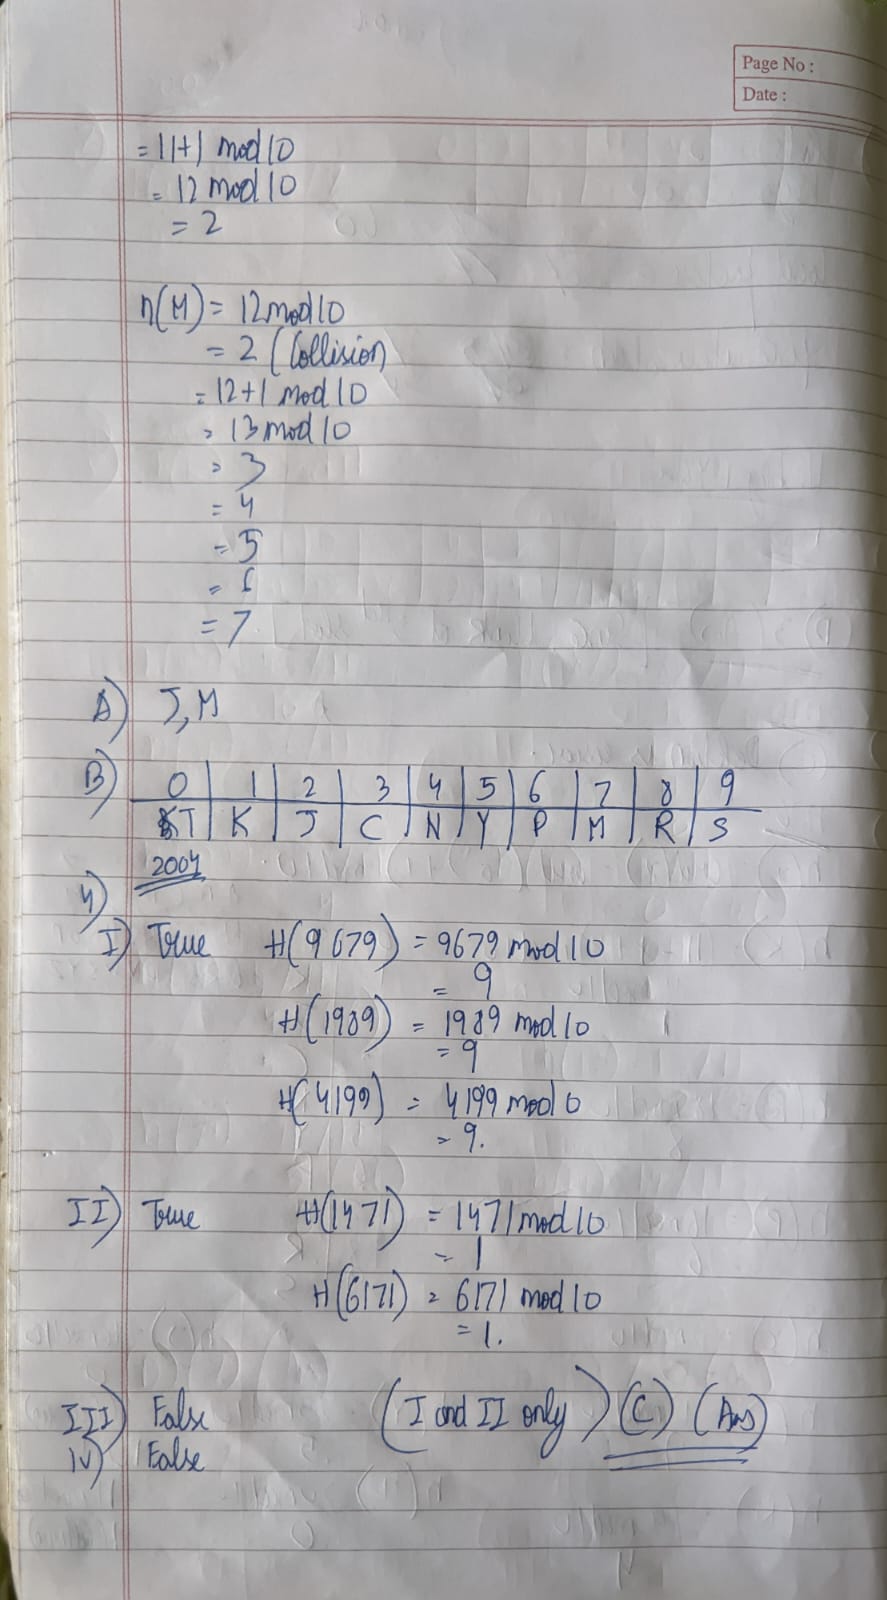 Page No :
Date :
= 11+1 mod 10
= 12 mod 10
= 2
h(M) = 12 mod 10
= 2 (Collision)
= 12+1 mod 10
= 13 mod 10
= 3
= 4
= 5
= 6
= 7
A) J, M
B) 0 | 1 | 2 | 3 | 4 | 5 | 6 | 7 | 8 | 9
T | K | J | C | N | Y | P | M | R | S
2004
4)
I) True H(9679) = 9679 mod 10
= 9
H(1989) = 1989 mod 10
= 9
H(4199) = 4199 mod 10
= 9.
II) True H(1471) = 1471 mod 10
= 1
H(6171) = 6171 mod 10
= 1.
III) False (I and II only) (C) (Ans)
IV) False